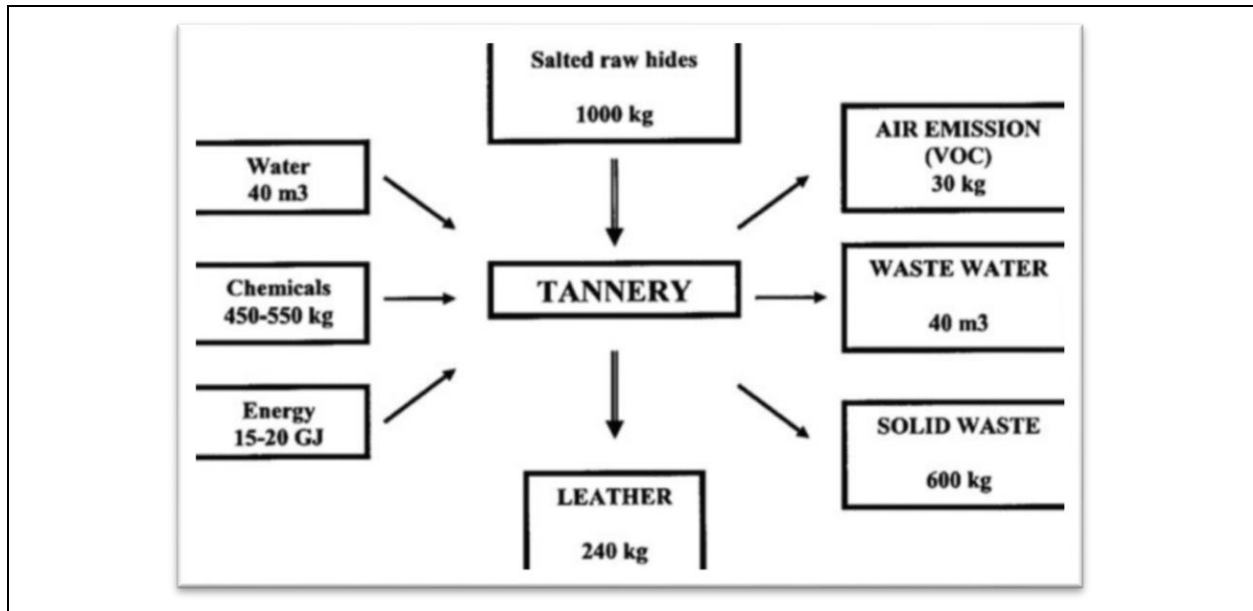 Salted raw hides
1000 kg
Water
40 m3
Chemicals
450-550 kg
Energy
15-20 GJ
TANNERY
LEATHER
240 kg
AIR EMISSION
(VOC)
30 kg
WASTE WATER
40 m3
SOLID WASTE
600 kg